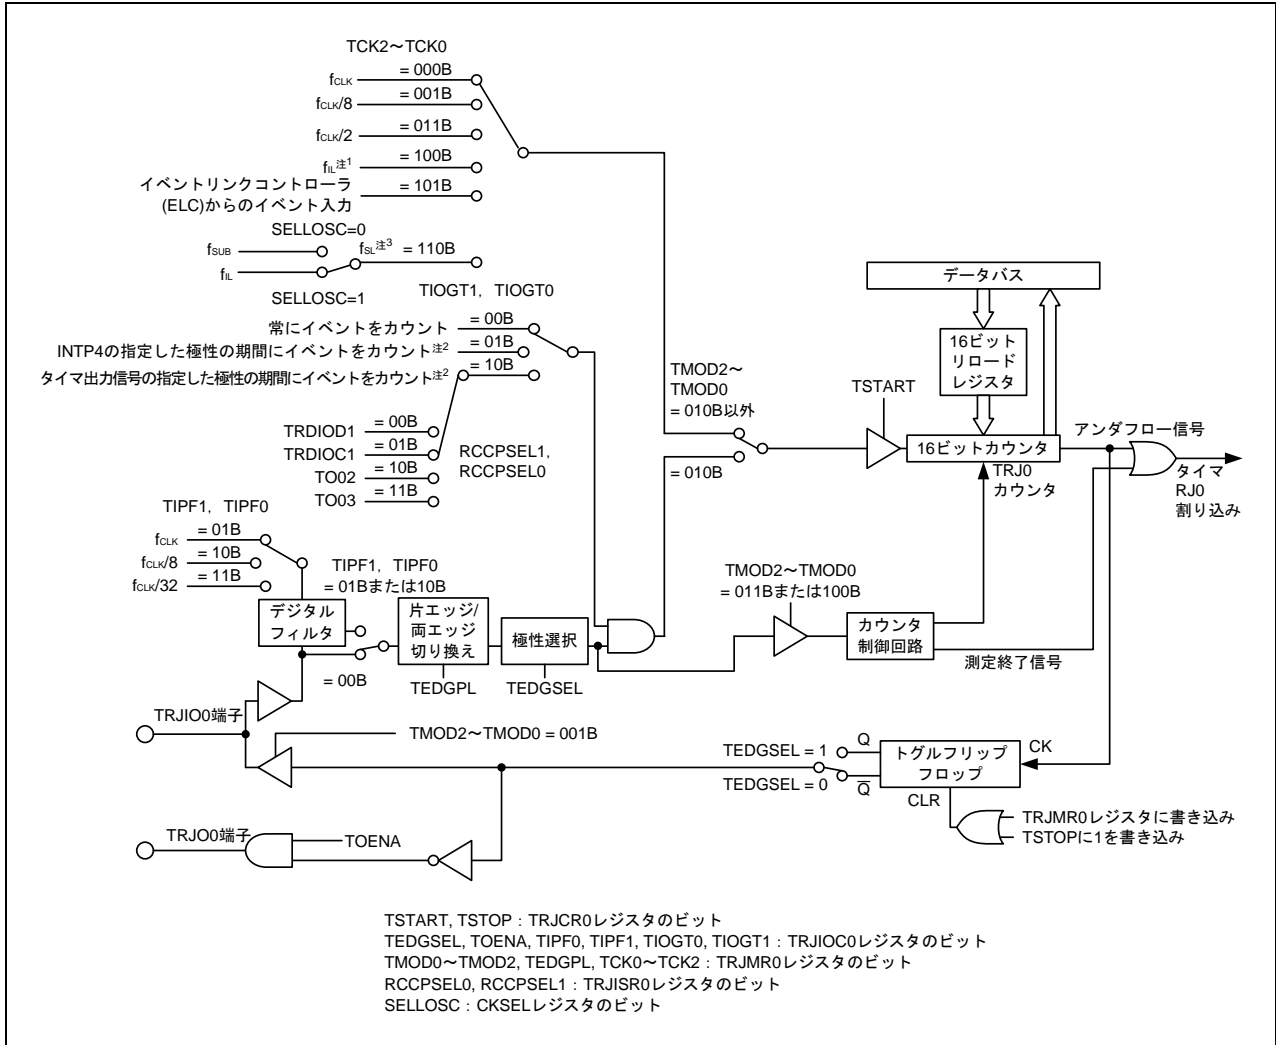 TCK2～TCK0
fCLK = 000B
fCLK/8 = 001B
fCLK/2 = 011B
fIL注1 = 100B
イベントリンクコントローラ
(ELC)からのイベント入力 = 101B
SELLOSC=0
fSUB
fSL注3 = 110B
fIL
SELLOSC=1
TIOGT1, TIOGT0
常にイベントをカウント = 00B
INTP4の指定した極性の期間にイベントをカウント注2 = 01B
タイマ出力信号の指定した極性の期間にイベントをカウント注2 = 10B
TRDIOD1 = 00B
TRDIOC1 = 01B
TO02 = 10B
TO03 = 11B
RCCPSEL1,
RCCPSEL0
TMOD2～
TMOD0
= 010B以外
= 010B
TSTART
データバス
16ビット
リロード
レジスタ
16ビットカウンタ
TRJ0
カウンタ
アンダフロー信号
タイマ
RJ0
割り込み
TIPF1, TIPF0
fCLK = 01B
fCLK/8 = 10B
fCLK/32 = 11B
デジタル
フィルタ
TIPF1, TIPF0
= 01Bまたは10B
= 00B
片エッジ/
両エッジ
切り換え
TEDGPL
極性選択
TEDGSEL
TMOD2～TMOD0
= 011Bまたは100B
カウンタ
制御回路
測定終了信号
TRJIO0端子
TMOD2～TMOD0 = 001B
TEDGSEL = 1
TEDGSEL = 0
Q
Q̅
トグルフリップ
フロップ
CK
CLR
TRJMR0レジスタに書き込み
TSTOPに1を書き込み
TRJO0端子
TOENA
TSTART, TSTOP : TRJCR0レジスタのビット
TEDGSEL, TOENA, TIPF0, TIPF1, TIOGT0, TIOGT1 : TRJIOC0レジスタのビット
TMOD0～TMOD2, TEDGPL, TCK0～TCK2 : TRJMR0レジスタのビット
RCCPSEL0, RCCPSEL1 : TRJISR0レジスタのビット
SELLOSC : CKSELレジスタのビット